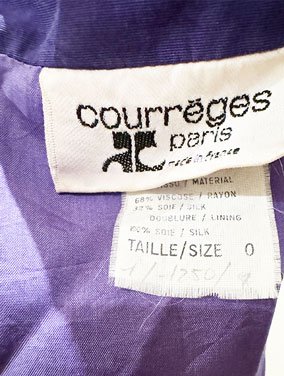 courrèges
paris
made in france
TISSU / MATERIAL
68% VISCOSE / RAYON
32% SOIE / SILK
DOUBLURE / LINING
100% SOIE / SILK
TAILLE/SIZE 0